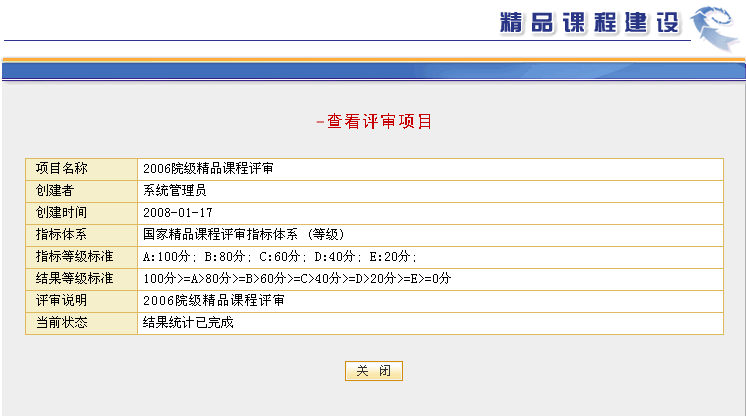 精品课程建设
-查看评审项目
项目名称 2006院级精品课程评审
创建者 系统管理员
创建时间 2008-01-17
指标体系 国家精品课程评审指标体系 (等级)
指标等级标准 A:100分; B:80分; C:60分; D:40分; E:20分;
结果等级标准 100分>=A>80分>=B>60分>=C>40分>=D>20分>=E>=0分
评审说明 2006院级精品课程评审
当前状态 结果统计已完成
关 闭